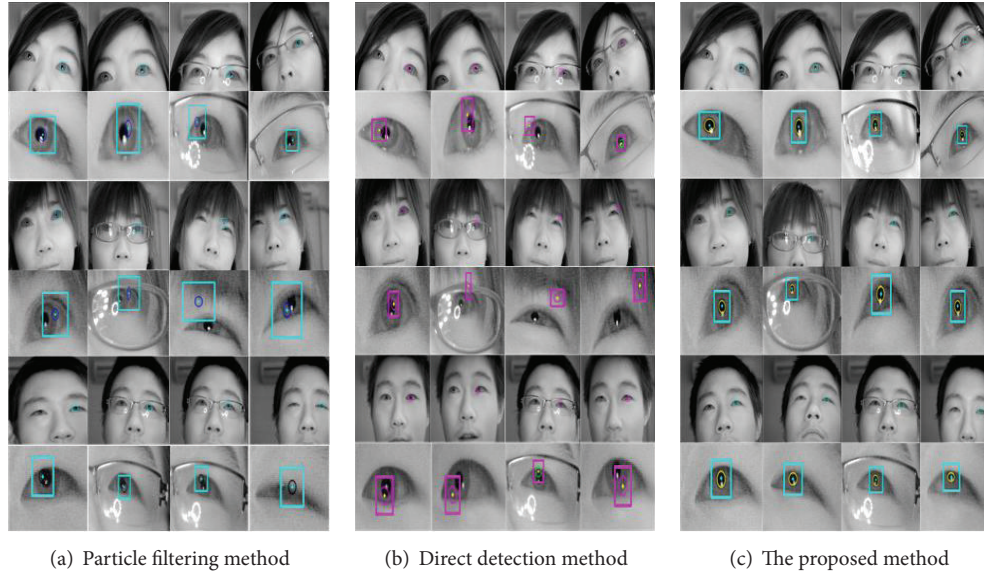 (a) Particle filtering method
(b) Direct detection method
(c) The proposed method